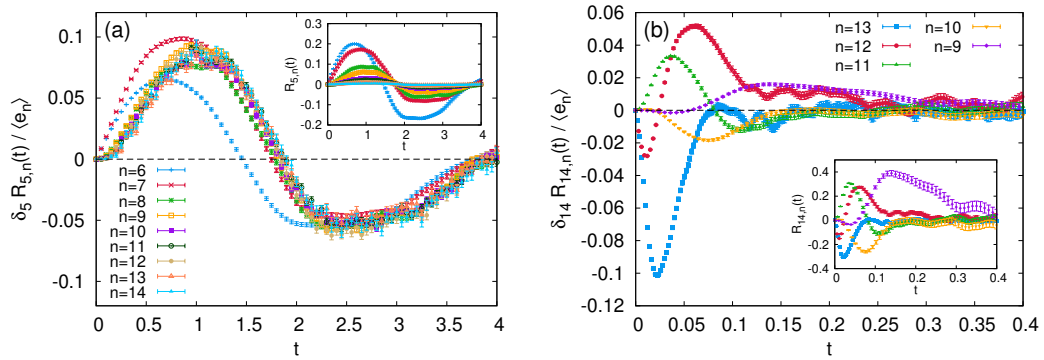 (a)
δ5 R5,n(t) / ⟨en⟩
0.1
0.05
0
-0.05
-0.1
0 0.5 1 1.5 2 2.5 3 3.5 4
t
n=6
n=7
n=8
n=9
n=10
n=11
n=12
n=13
n=14
R5,n(t)
0.3
0.2
0.1
0
-0.1
-0.2
0 1 2 3 4
t
(b)
δ14 R14,n(t) / ⟨en⟩
0.06
0.04
0.02
0
-0.02
-0.04
-0.06
-0.08
-0.1
-0.12
0 0.05 0.1 0.15 0.2 0.25 0.3 0.35 0.4
t
n=13 n=10
n=12 n=9
n=11
R14,n(t)
0.4
0.2
0
-0.2
-0.4
0 0.1 0.2 0.3 0.4
t